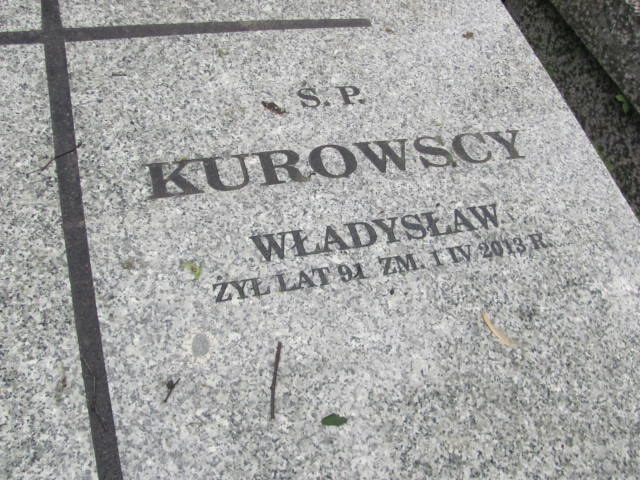 Ś. P.
KUROWSCY
WŁADYSŁAW
ŻYŁ LAT 91 ZM. 1 IV 2013 R.